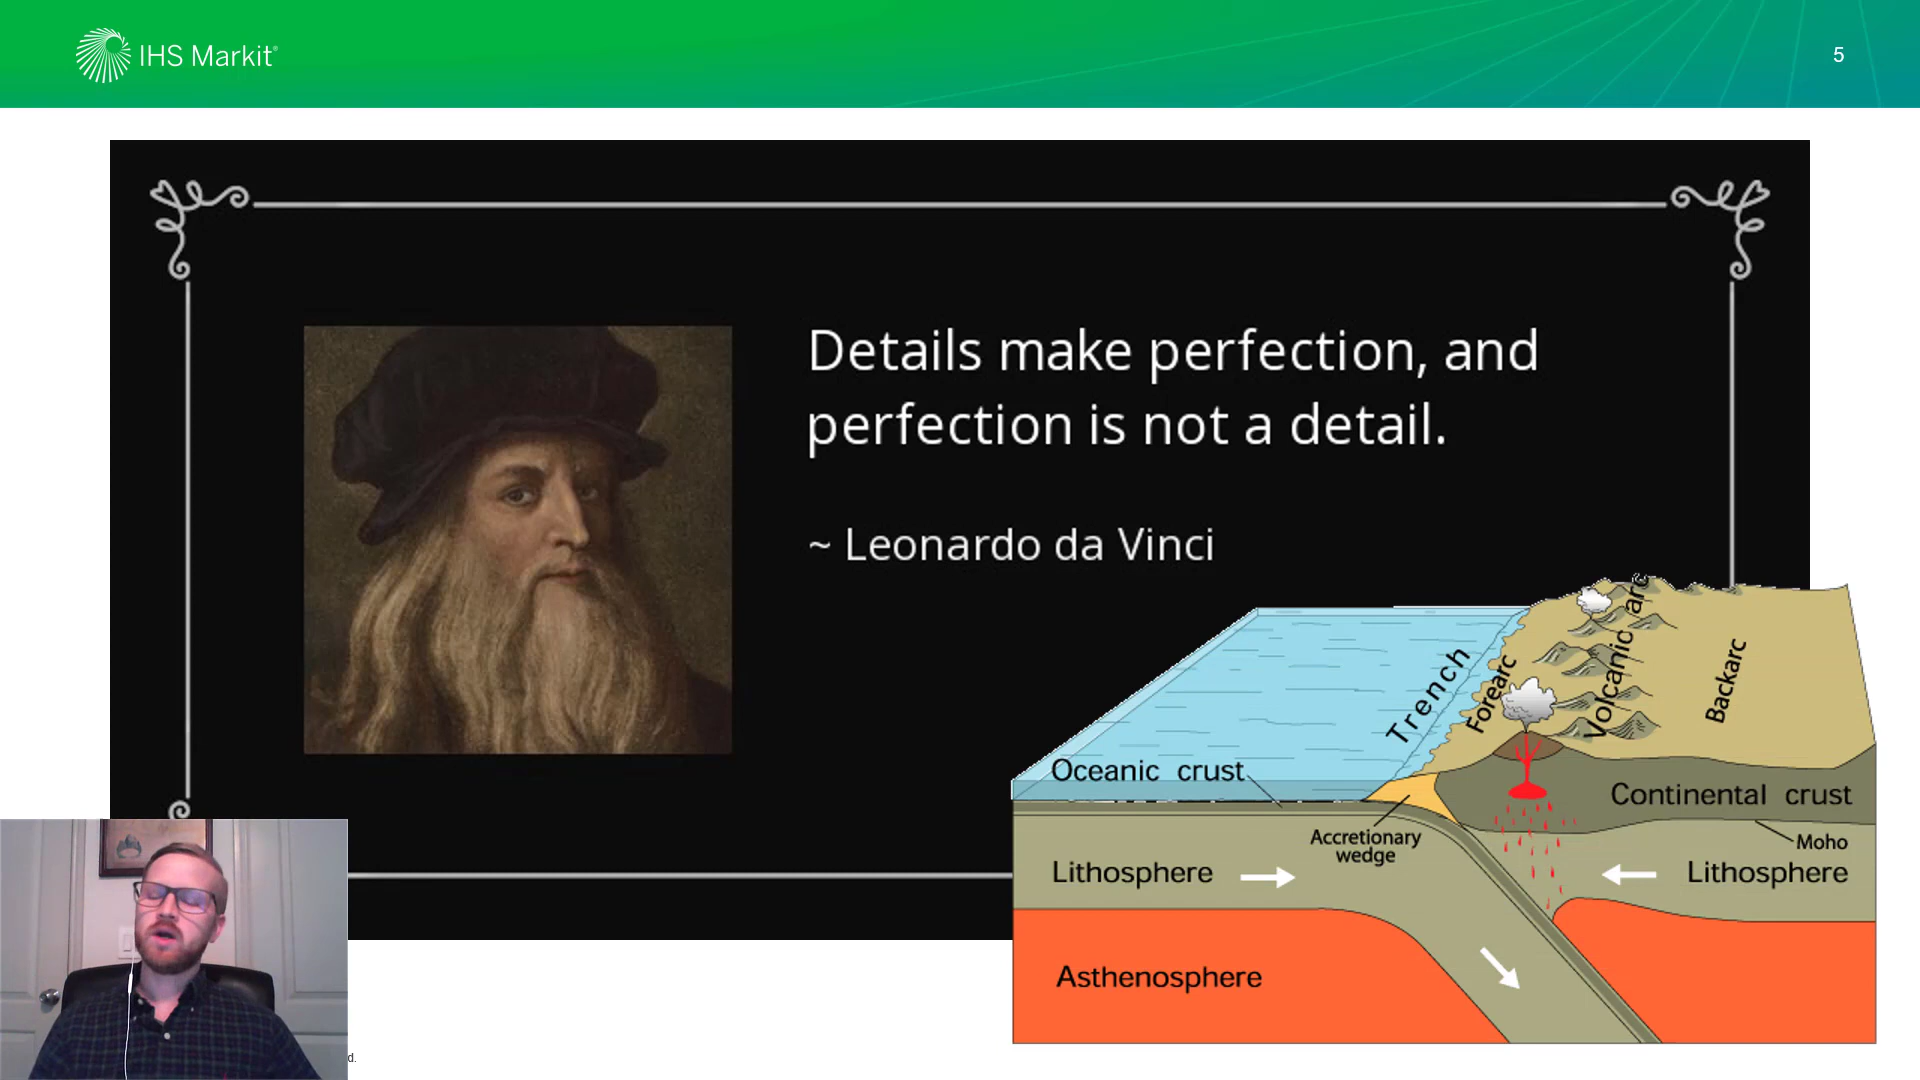 IHS Markit
5
Details make perfection, and
perfection is not a detail.
~ Leonardo da Vinci
Trench
Forearc
Volcanic arc
Backarc
Oceanic crust
Continental crust
Accretionary
wedge
Moho
Lithosphere
Lithosphere
Asthenosphere
d.